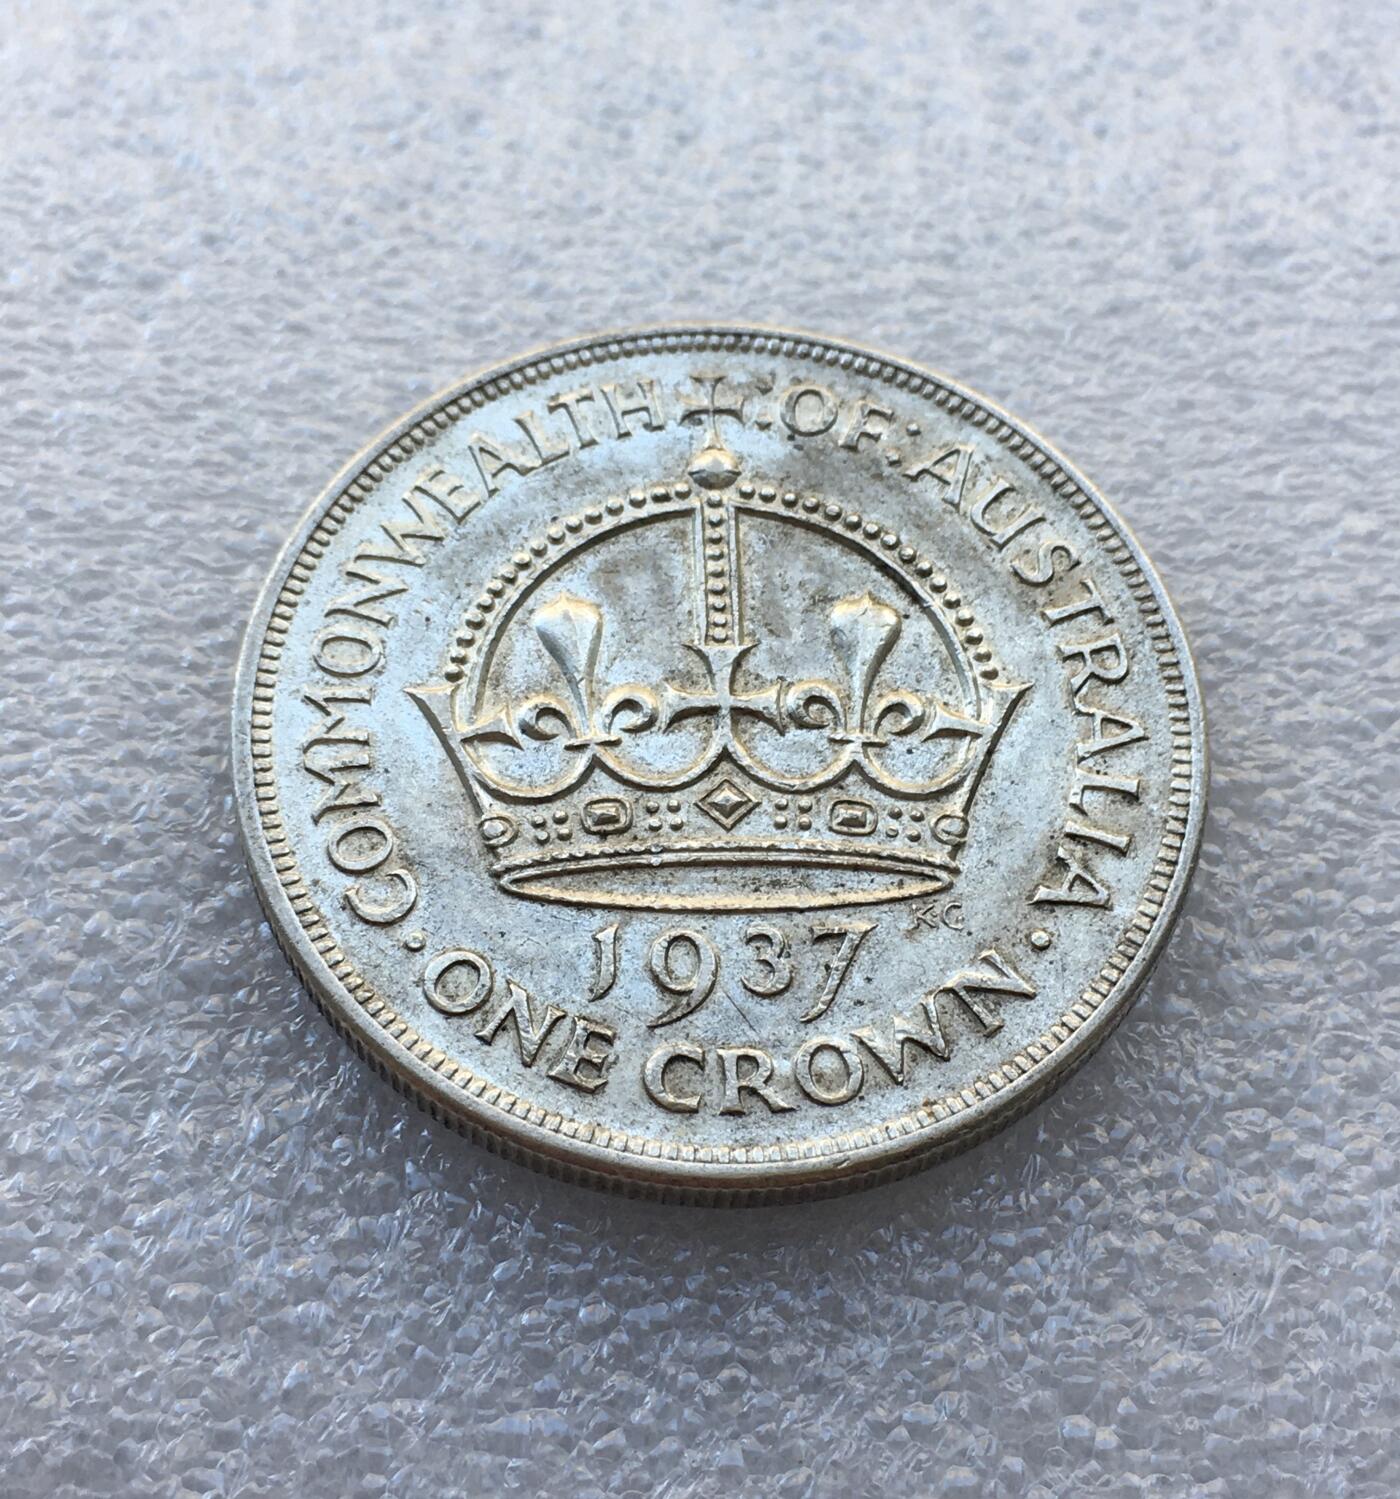 COMMONWEALTH · OF · AUSTRALIA
KG
1937
· ONE CROWN ·